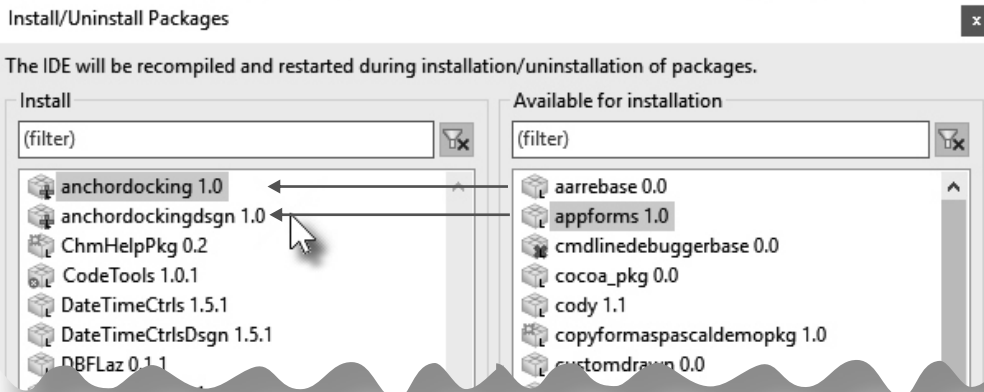 Install/Uninstall Packages
x
The IDE will be recompiled and restarted during installation/uninstallation of packages.
Install
(filter)
anchordocking 1.0
anchordockingdsgn 1.0
ChmHelpPkg 0.2
CodeTools 1.0.1
DateTimeCtrls 1.5.1
DateTimeCtrlsDsgn 1.5.1
DBFLaz 0.1.1
Available for installation
(filter)
aarrebase 0.0
appforms 1.0
cmdlinedebuggerbase 0.0
cocoa_pkg 0.0
cody 1.1
copyformaspascaldemopkg 1.0
customdrawn 0.0